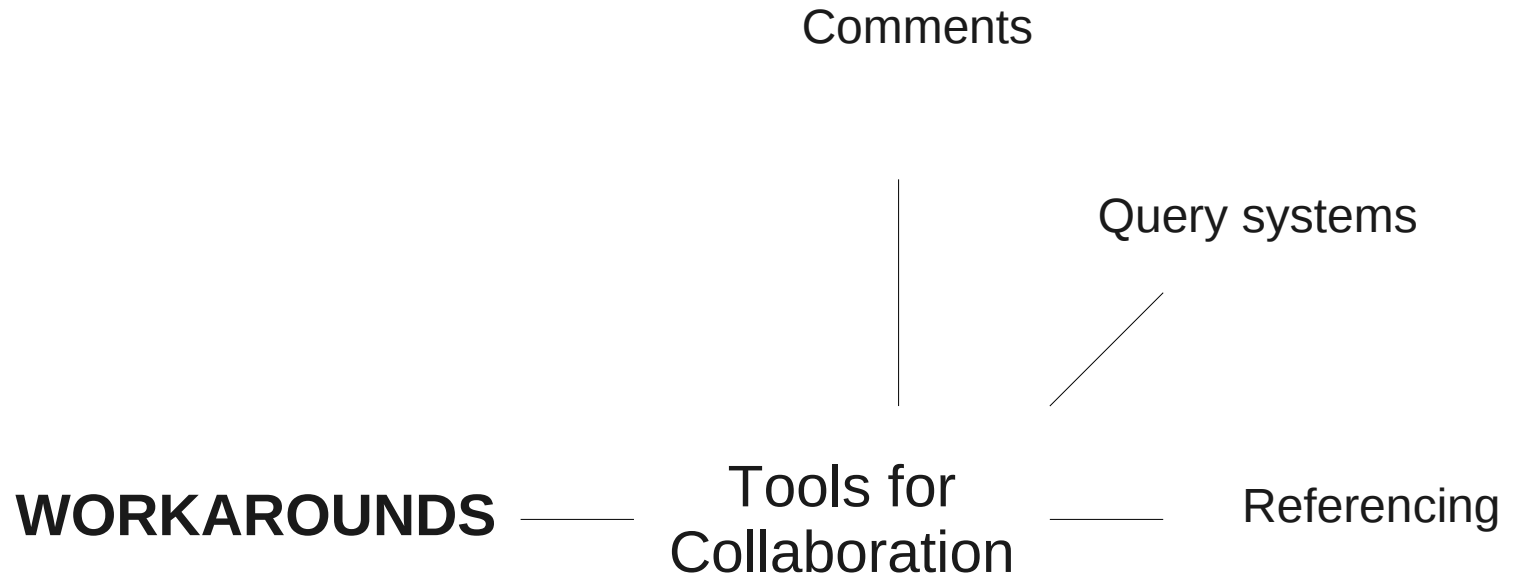 Comments
Query systems
WORKAROUNDS
Tools for
Collaboration
Referencing